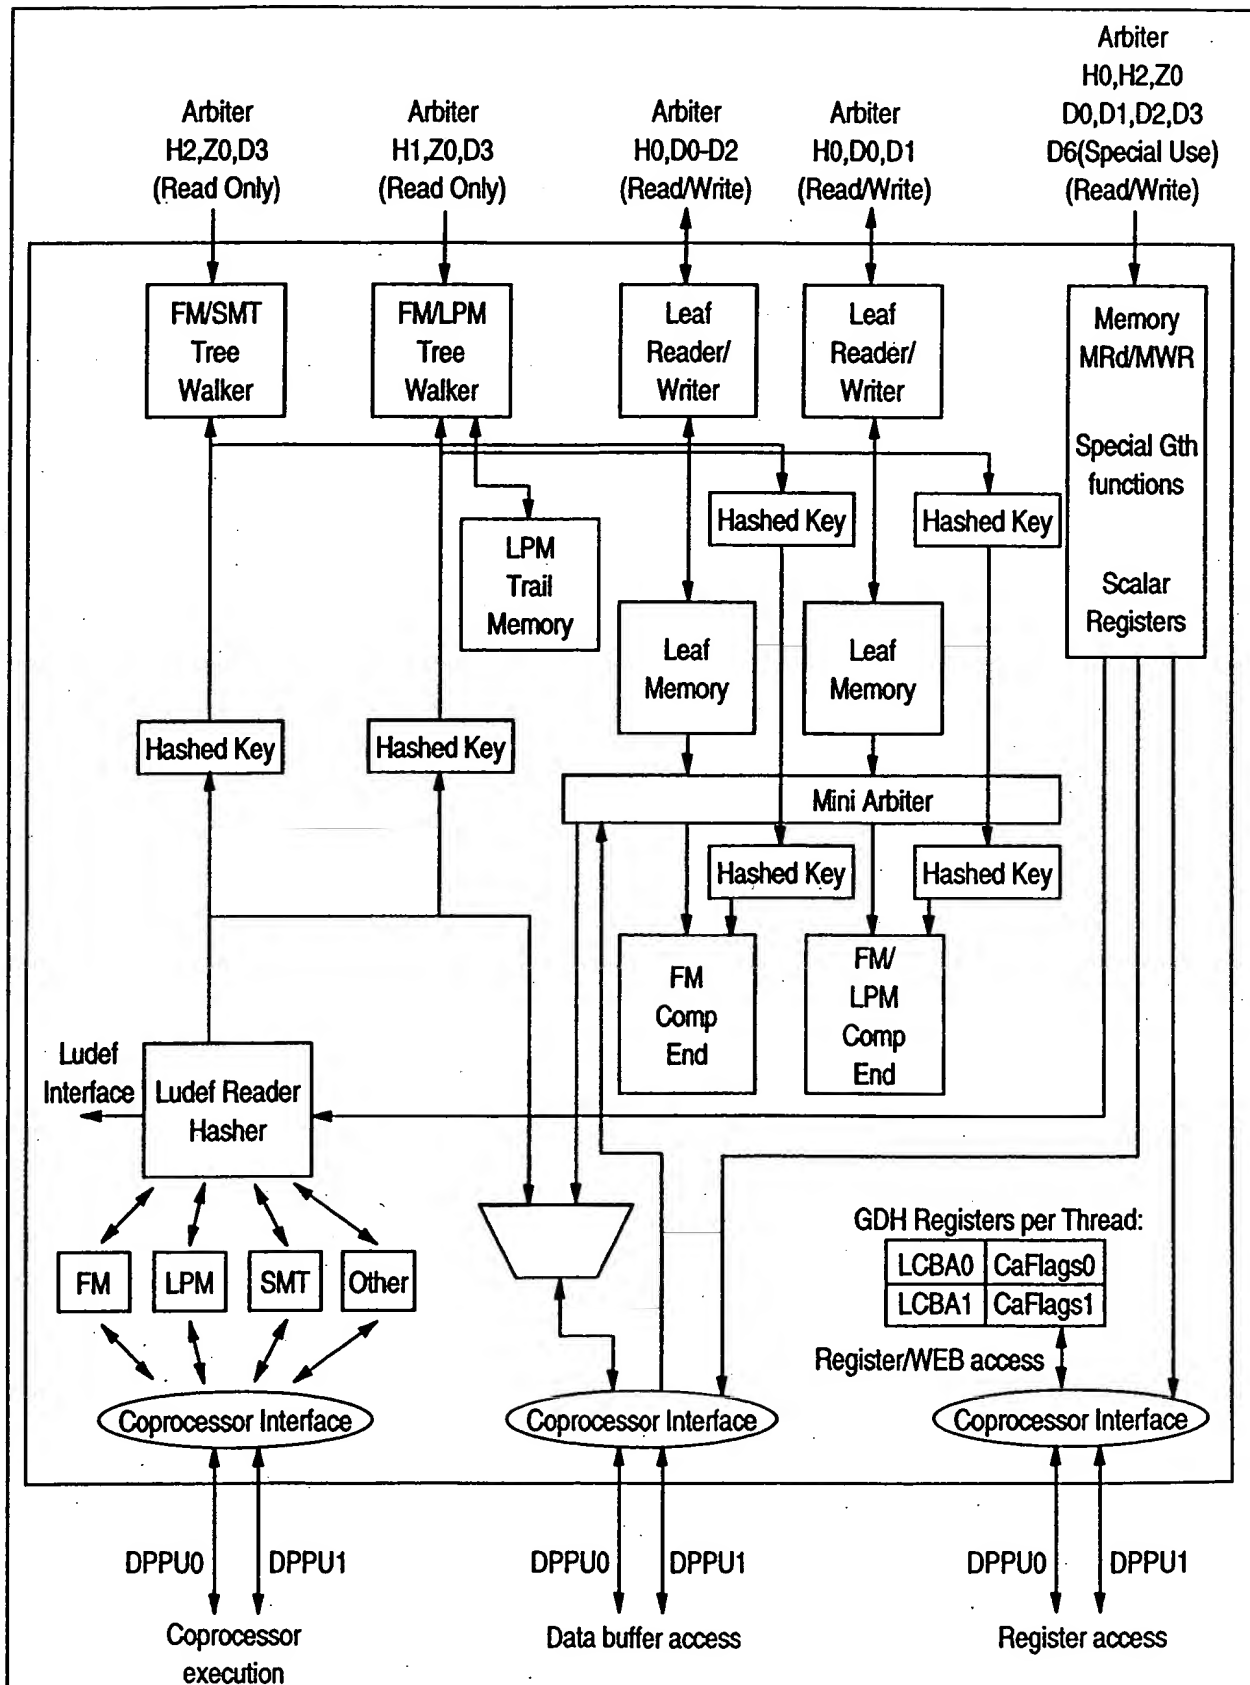 Arbiter
H2,Z0,D3
(Read Only)
Arbiter
H1,Z0,D3
(Read Only)
Arbiter
H0,D0-D2
(Read/Write)
Arbiter
H0,D0,D1
(Read/Write)
Arbiter
H0,H2,Z0
D0,D1,D2,D3
D6(Special Use)
(Read/Write)
FM/SMT
Tree
Walker
FM/LPM
Tree
Walker
Leaf
Reader/
Writer
Leaf
Reader/
Writer
Memory
MRd/MWR
Special Gth
functions
Scalar
Registers
Hashed Key
Hashed Key
LPM
Trail
Memory
Leaf
Memory
Leaf
Memory
Hashed Key
Hashed Key
Mini Arbiter
Hashed Key
Hashed Key
FM
Comp
End
FM/
LPM
Comp
End
Ludef
Interface
Ludef Reader
Hasher
FM
LPM
SMT
Other
GDH Registers per Thread:
LCBA0 CaFlags0
LCBA1 CaFlags1
Register/WEB access
Coprocessor Interface
Coprocessor Interface
Coprocessor Interface
DPPU0 DPPU1
DPPU0 DPPU1
DPPU0 DPPU1
Coprocessor
execution
Data buffer access
Register access